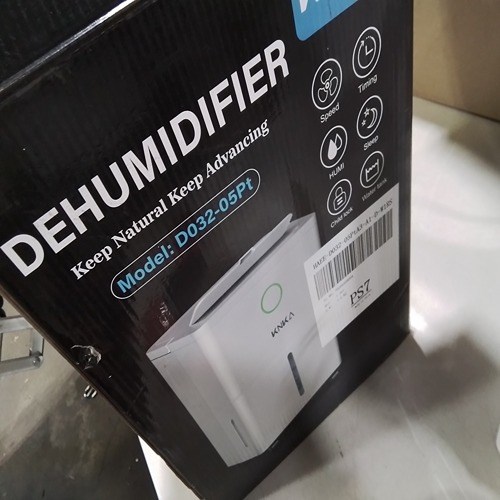 DEHUMIDIFIER
Keep Natural Keep Advancing
Model: D032-05Pt
Speed
Timing
HUMI
Sleep
Child lock
Water tank
KNKA
PS7